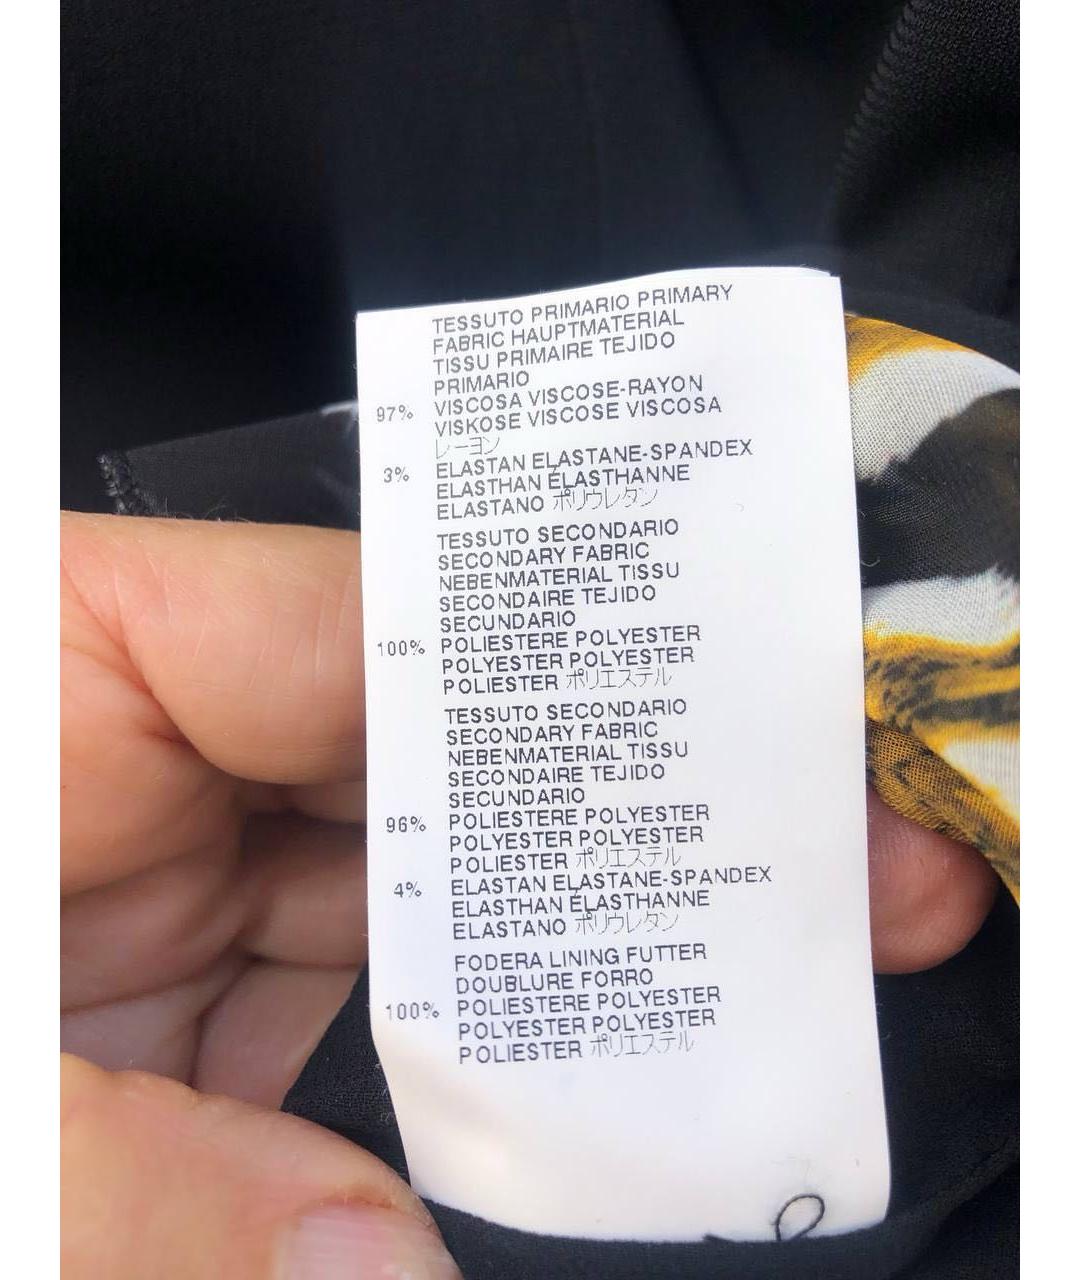 TESSUTO PRIMARIO PRIMARY
FABRIC HAUPTMATERIAL
TISSU PRIMAIRE TEJIDO
PRIMARIO
97% VISCOSA VISCOSE-RAYON
VISKOSE VISCOSE VISCOSA
レーヨン
3% ELASTAN ELASTANE-SPANDEX
ELASTHAN ÉLASTHANNE
ELASTANO ポリウレタン
TESSUTO SECONDARIO
SECONDARY FABRIC
NEBENMATERIAL TISSU
SECONDAIRE TEJIDO
SECUNDARIO
100% POLIESTERE POLYESTER
POLYESTER POLYESTER
POLIESTER ポリエステル
TESSUTO SECONDARIO
SECONDARY FABRIC
NEBENMATERIAL TISSU
SECONDAIRE TEJIDO
SECUNDARIO
96% POLIESTERE POLYESTER
POLYESTER POLYESTER
POLIESTER ポリエステル
4% ELASTAN ELASTANE-SPANDEX
ELASTHAN ÉLASTHANNE
ELASTANO ポリウレタン
FODERA LINING FUTTER
DOUBLURE FORRO
100% POLIESTERE POLYESTER
POLYESTER POLYESTER
POLIESTER ポリエステル